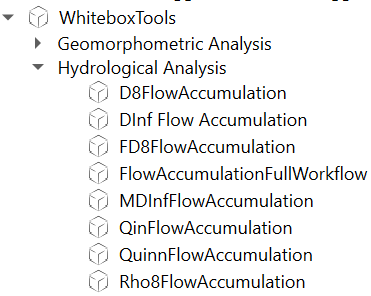 WhiteboxTools
Geomorphometric Analysis
Hydrological Analysis
D8FlowAccumulation
DInf Flow Accumulation
FD8FlowAccumulation
FlowAccumulationFullWorkflow
MDInfFlowAccumulation
QinFlowAccumulation
QuinnFlowAccumulation
Rho8FlowAccumulation